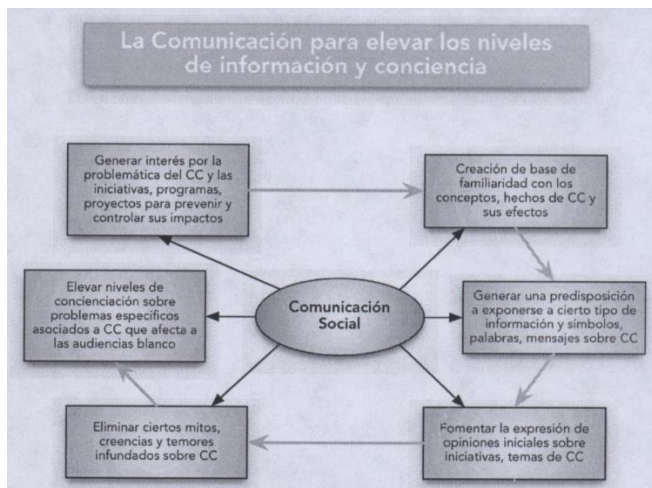 La Comunicación para elevar los niveles
de información y conciencia
Generar interés por la
problemática del CC y las
iniciativas, programas,
proyectos para prevenir y
controlar sus impactos
Creación de base de
familiaridad con los
conceptos, hechos de CC y
sus efectos
Elevar niveles de
concienciación sobre
problemas específicos
asociados a CC que afecta a
las audiencias blanco
Comunicación
Social
Generar una predisposición
a exponerse a cierto tipo de
información y símbolos,
palabras, mensajes sobre CC
Eliminar ciertos mitos,
creencias y temores
infundados sobre CC
Fomentar la expresión de
opiniones iniciales sobre
iniciativas, temas de CC